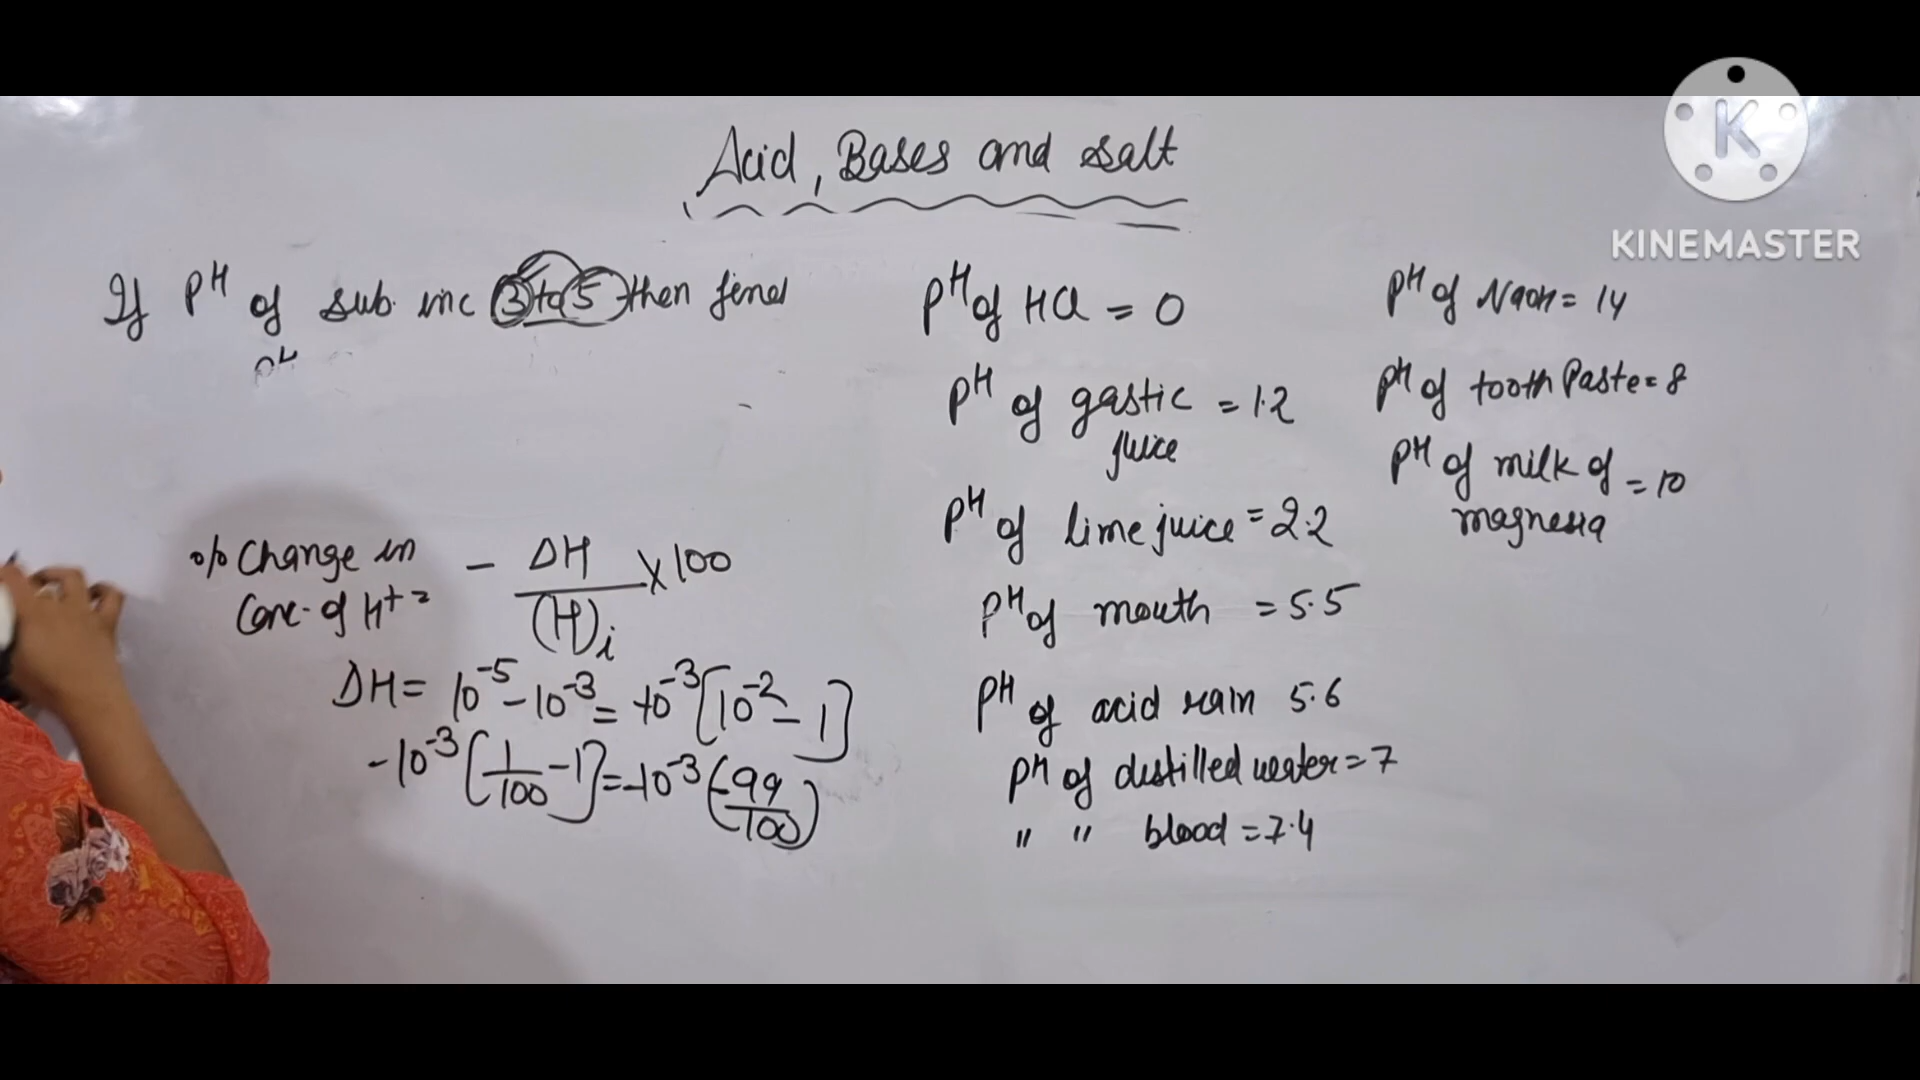 Acid, Bases and salt
If PH of sub. inc 3 to 5 then find
PH
% Change in
Conc. of H+ =
- ΔH/(H)i X 100
ΔH = 10⁻⁵ - 10⁻³ = 10⁻³[10⁻² - 1]
-10⁻³[1/100 - 1] = -10⁻³(-99/100)
PH of HCl = 0
PH of gastic = 1.2
juice
PH of lime juice = 2.2
PH of mouth = 5.5
PH of acid rain 5.6
PH of distilled water = 7
" " blood = 7.4
PH of NaOH = 14
PH of tooth Paste = 8
PH of milk of = 10
magnesia
K
KINEMASTER